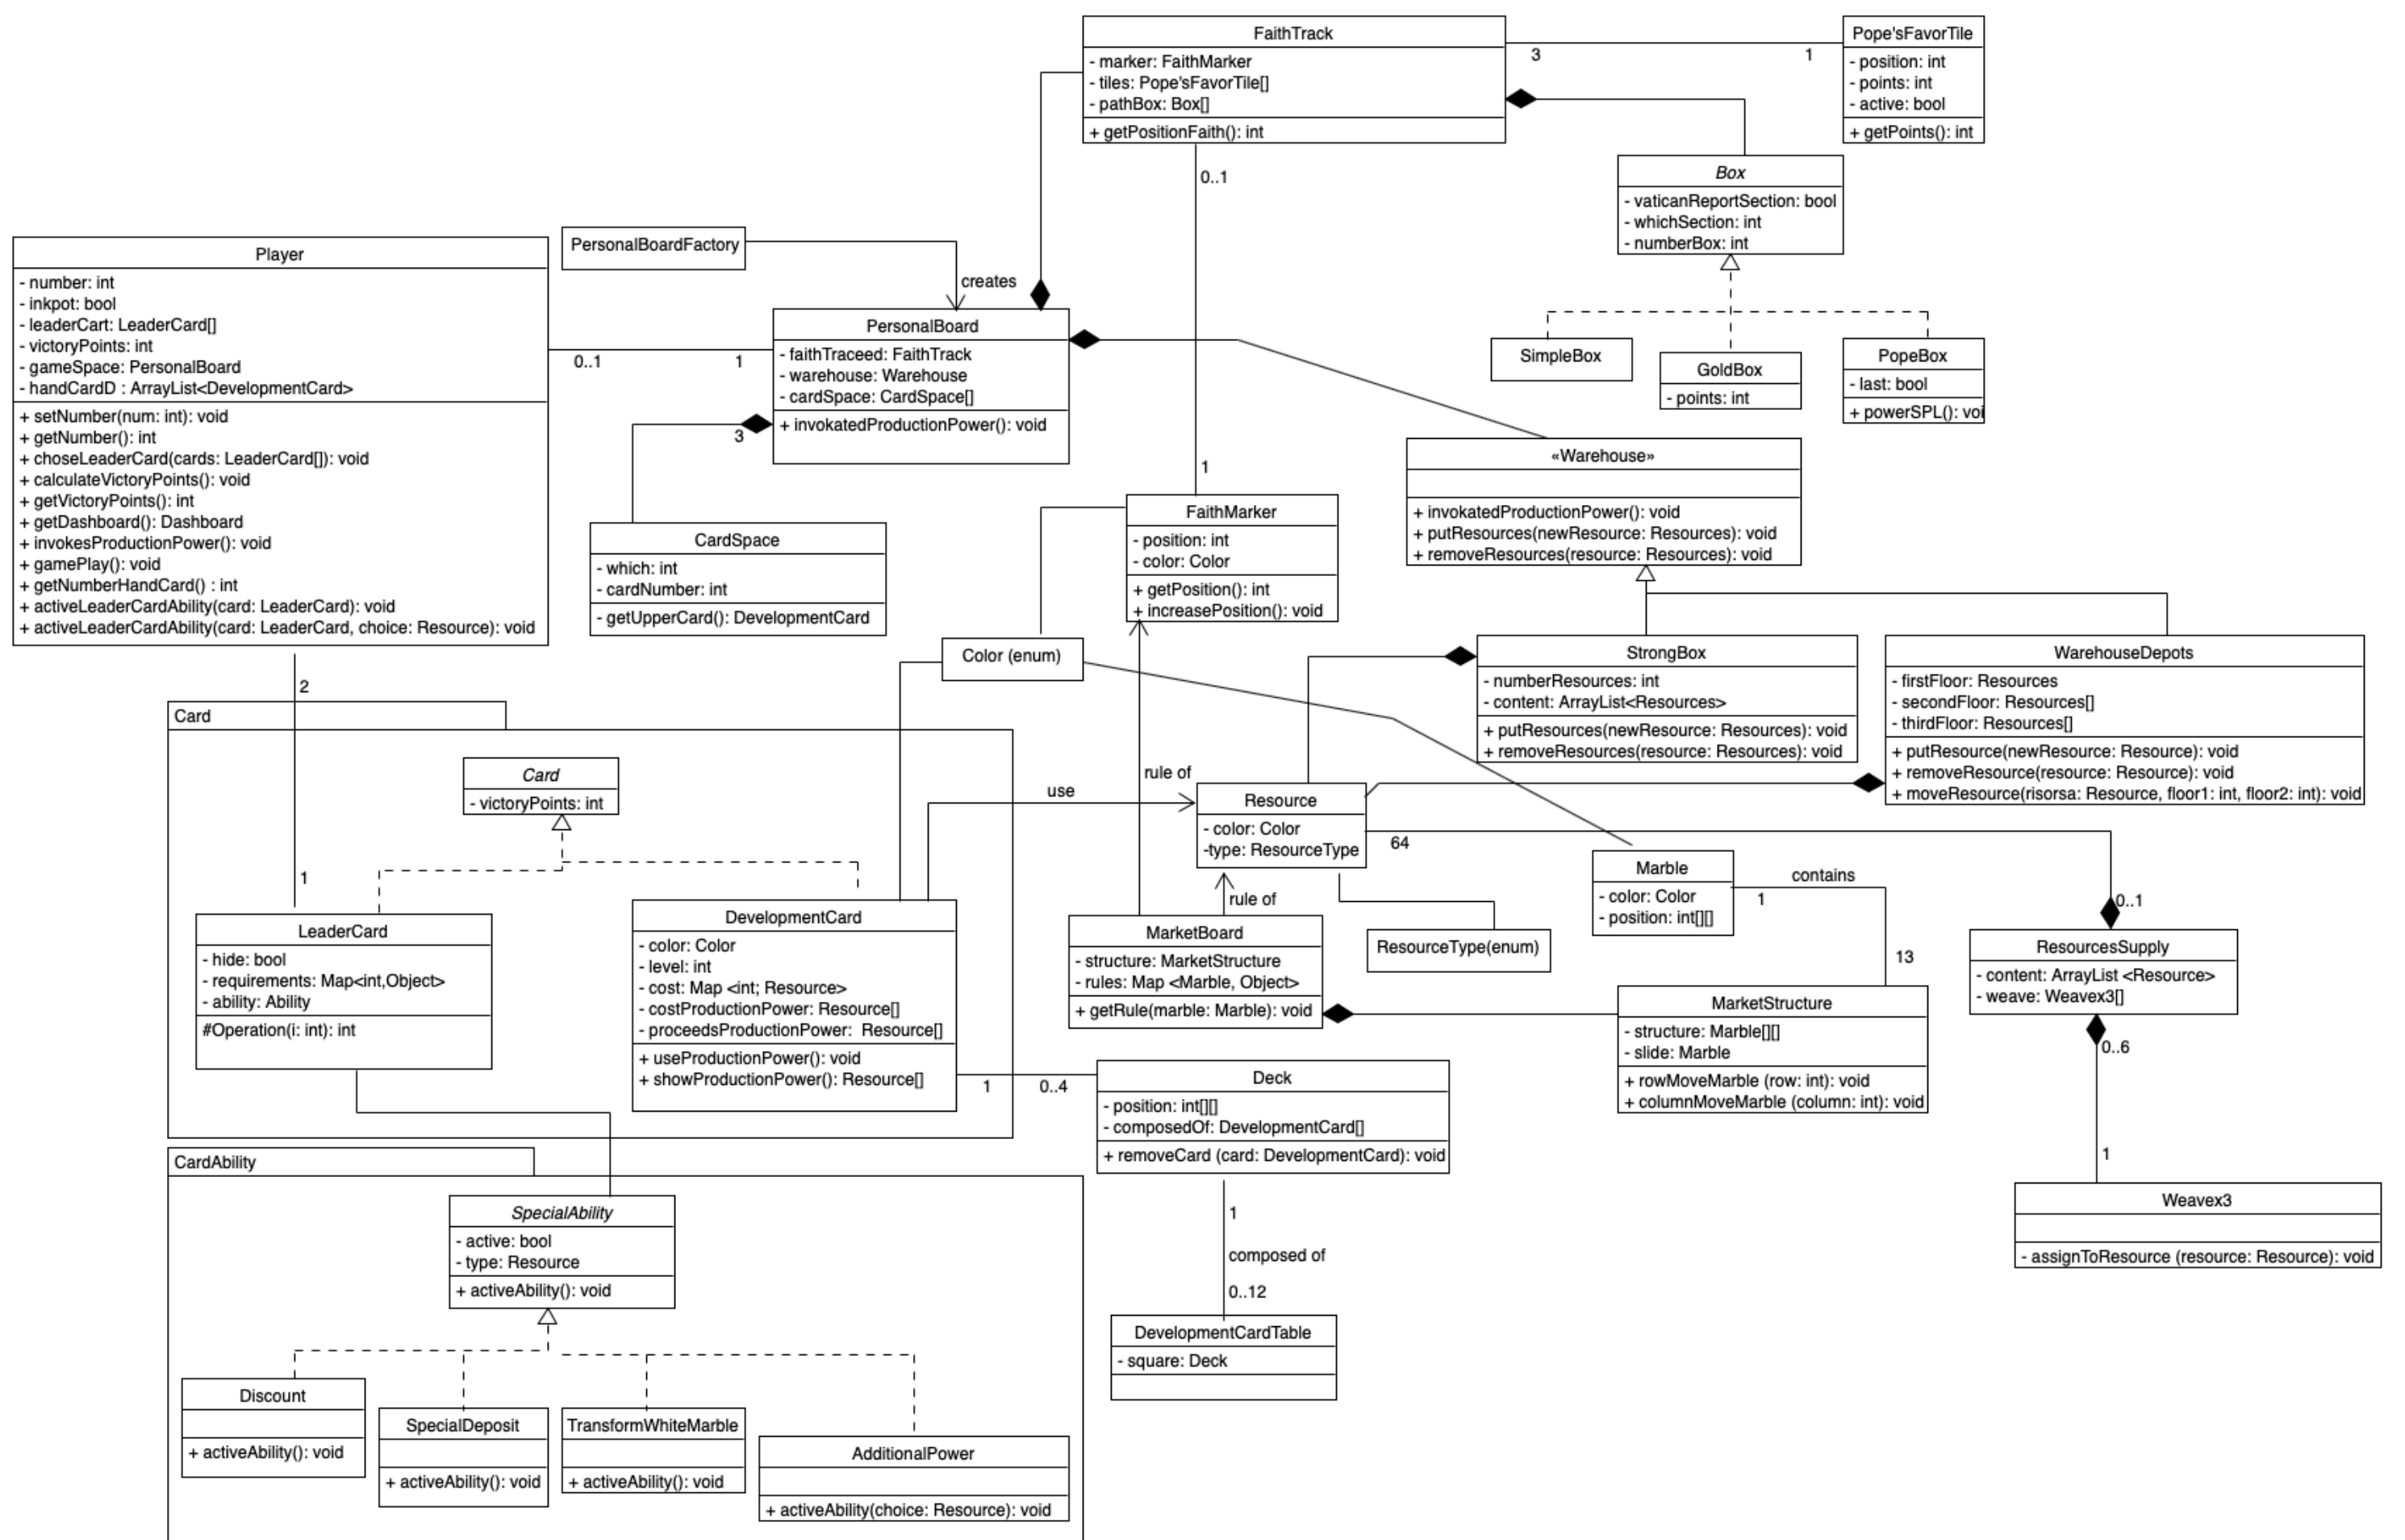 FaithTrack
- marker: FaithMarker
- tiles: Pope'sFavorTile[]
- pathBox: Box[]
+ getPositionFaith(): int
3
1
Pope'sFavorTile
- position: int
- points: int
- active: bool
+ getPoints(): int
0..1
Box
- vaticanReportSection: bool
- whichSection: int
- numberBox: int
SimpleBox
GoldBox
- points: int
PopeBox
- last: bool
+ powerSPL(): voi
Player
- number: int
- inkpot: bool
- leaderCart: LeaderCard[]
- victoryPoints: int
- gameSpace: PersonalBoard
- handCardD : ArrayList<DevelopmentCard>
+ setNumber(num: int): void
+ getNumber(): int
+ choseLeaderCard(cards: LeaderCard[]): void
+ calculateVictoryPoints(): void
+ getVictoryPoints(): int
+ getDashboard(): Dashboard
+ invokesProductionPower(): void
+ gamePlay(): void
+ getNumberHandCard() : int
+ activeLeaderCardAbility(card: LeaderCard): void
+ activeLeaderCardAbility(card: LeaderCard, choice: Resource): void
PersonalBoardFactory
creates
0..1
1
PersonalBoard
- faithTraceed: FaithTrack
- warehouse: Warehouse
- cardSpace: CardSpace[]
+ invokatedProductionPower(): void
3
CardSpace
- which: int
- cardNumber: int
- getUpperCard(): DevelopmentCard
1
FaithMarker
- position: int
- color: Color
+ getPosition(): int
+ increasePosition(): void
«Warehouse»
+ invokatedProductionPower(): void
+ putResources(newResource: Resources): void
+ removeResources(resource: Resources): void
Color (enum)
StrongBox
- numberResources: int
- content: ArrayList<Resources>
+ putResources(newResource: Resources): void
+ removeResources(resource: Resources): void
WarehouseDepots
- firstFloor: Resources
- secondFloor: Resources[]
- thirdFloor: Resources[]
+ putResource(newResource: Resource): void
+ removeResource(resource: Resource): void
+ moveResource(risorsa: Resource, floor1: int, floor2: int): void
2
Card
Card
- victoryPoints: int
1
LeaderCard
- hide: bool
- requirements: Map<int,Object>
- ability: Ability
#Operation(i: int): int
DevelopmentCard
- color: Color
- level: int
- cost: Map <int; Resource>
- costProductionPower: Resource[]
- proceedsProductionPower:  Resource[]
+ useProductionPower(): void
+ showProductionPower(): Resource[]
use
rule of
Resource
- color: Color
-type: ResourceType
64
rule of
MarketBoard
- structure: MarketStructure
- rules: Map <Marble, Object>
+ getRule(marble: Marble): void
ResourceType(enum)
Marble
- color: Color
- position: int[][]
contains
1
13
MarketStructure
- structure: Marble[][]
- slide: Marble
+ rowMoveMarble (row: int): void
+ columnMoveMarble (column: int): void
0..1
ResourcesSupply
- content: ArrayList <Resource>
- weave: Weavex3[]
0..6
1
Weavex3
- assignToResource (resource: Resource): void
1
0..4
Deck
- position: int[][]
- composedOf: DevelopmentCard[]
+ removeCard (card: DevelopmentCard): void
1
composed of
0..12
DevelopmentCardTable
- square: Deck
CardAbility
SpecialAbility
- active: bool
- type: Resource
+ activeAbility(): void
Discount
+ activeAbility(): void
SpecialDeposit
+ activeAbility(): void
TransformWhiteMarble
+ activeAbility(): void
AdditionalPower
+ activeAbility(choice: Resource): void